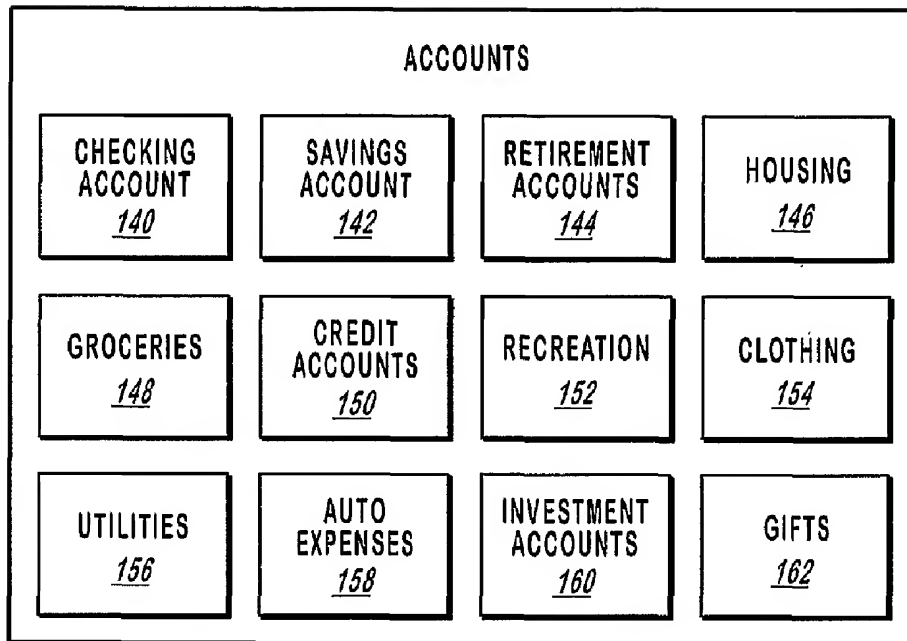 ACCOUNTS
CHECKING
ACCOUNT
140
SAVINGS
ACCOUNT
142
RETIREMENT
ACCOUNTS
144
HOUSING
146
GROCERIES
148
CREDIT
ACCOUNTS
150
RECREATION
152
CLOTHING
154
UTILITIES
156
AUTO
EXPENSES
158
INVESTMENT
ACCOUNTS
160
GIFTS
162